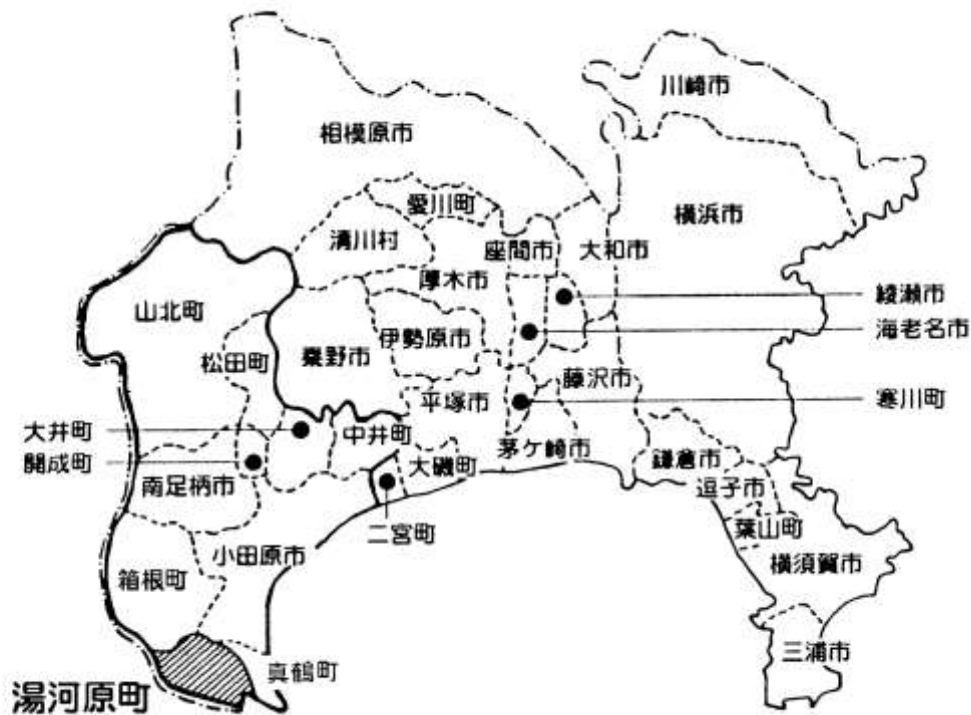 川崎市
相模原市
愛川町
横浜市
清川村
座間市
大和市
厚木市
綾瀬市
山北町
海老名市
松田町
秦野市
伊勢原市
藤沢市
平塚市
寒川町
大井町
中井町
茅ケ崎市
開成町
大磯町
鎌倉市
南足柄市
逗子市
二宮町
葉山町
小田原市
横須賀市
箱根町
三浦市
真鶴町
湯河原町